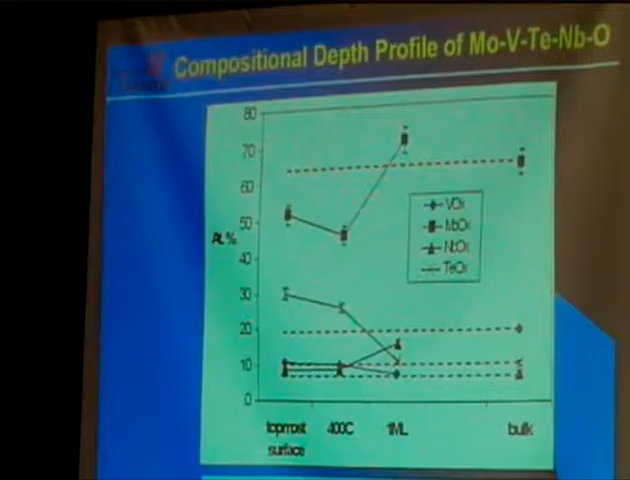 Compositional Depth Profile of Mo-V-Te-Nb-O
80
70
60
50
At.%
40
30
20
10
0
VOx
MoOx
NbOx
TeOx
topmost
surface
400C
1ML
bulk